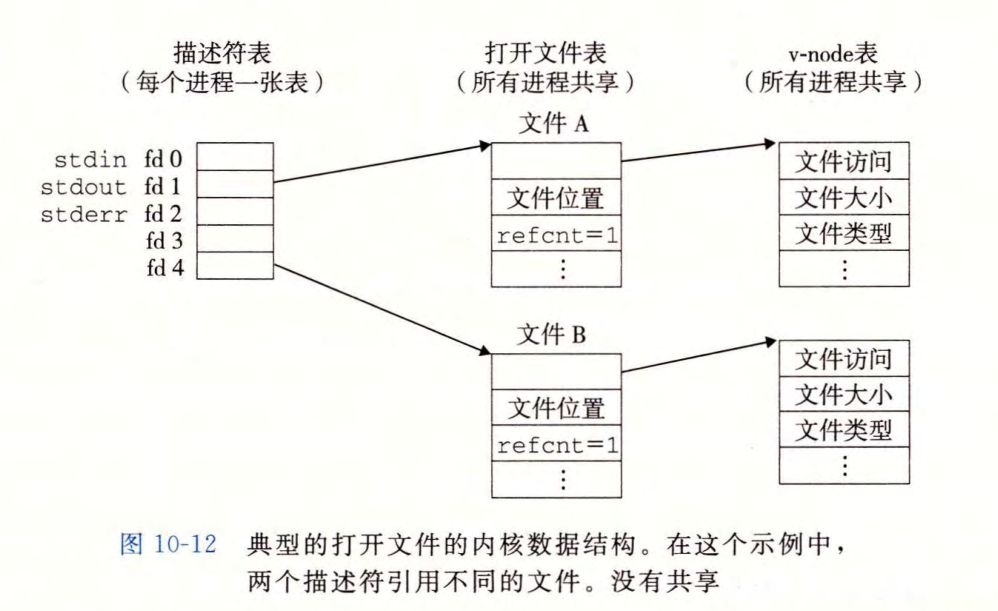 描述符表
（每个进程一张表）
打开文件表
（所有进程共享）
v-node表
（所有进程共享）
stdin fd 0
stdout fd 1
stderr fd 2
fd 3
fd 4
文件 A
文件位置
refcnt=1
⋮
文件访问
文件大小
文件类型
⋮
文件 B
文件位置
refcnt=1
⋮
文件访问
文件大小
文件类型
⋮
图 10-12 典型的打开文件的内核数据结构。在这个示例中，
两个描述符引用不同的文件。没有共享